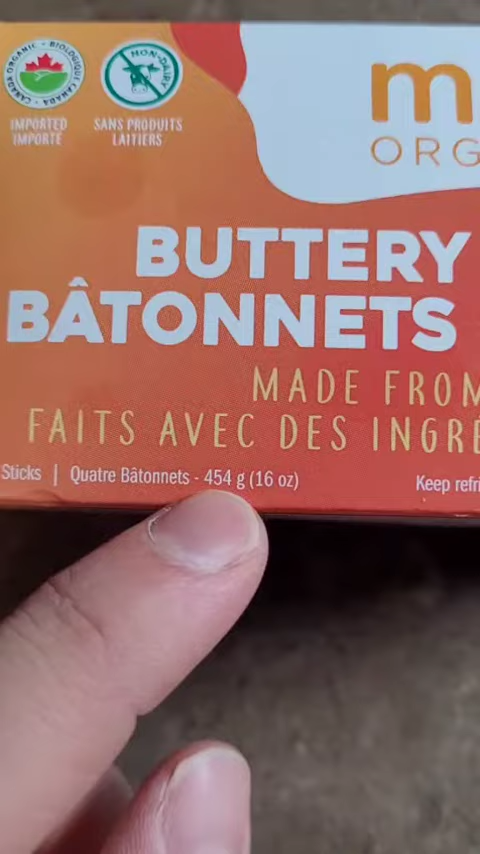 CANADA ORGANIC • BIOLOGIQUE CANADA •
NON-DAIRY
IMPORTED
IMPORTÉ
SANS PRODUITS
LAITIERS
m
ORG
BUTTERY
BÂTONNETS
MADE FROM
FAITS AVEC DES INGRÉ
Sticks | Quatre Bâtonnets - 454 g (16 oz)
Keep refri